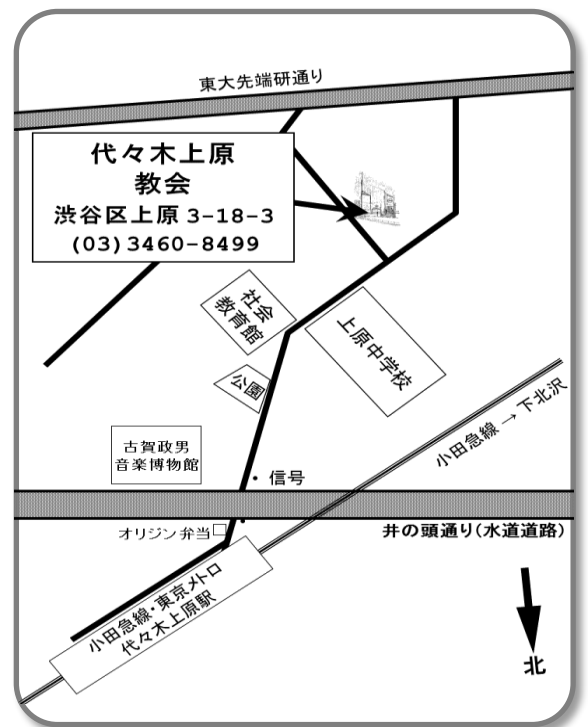 東大先端研通り
代々木上原
教会
渋谷区上原 3-18-3
(03) 3460-8499
社会
教育館
上原中学校
公園
小田急線 → 下北沢
古賀政男
音楽博物館
・信号
オリジン弁当
井の頭通り(水道道路)
小田急線・東京メトロ
代々木上原駅
北